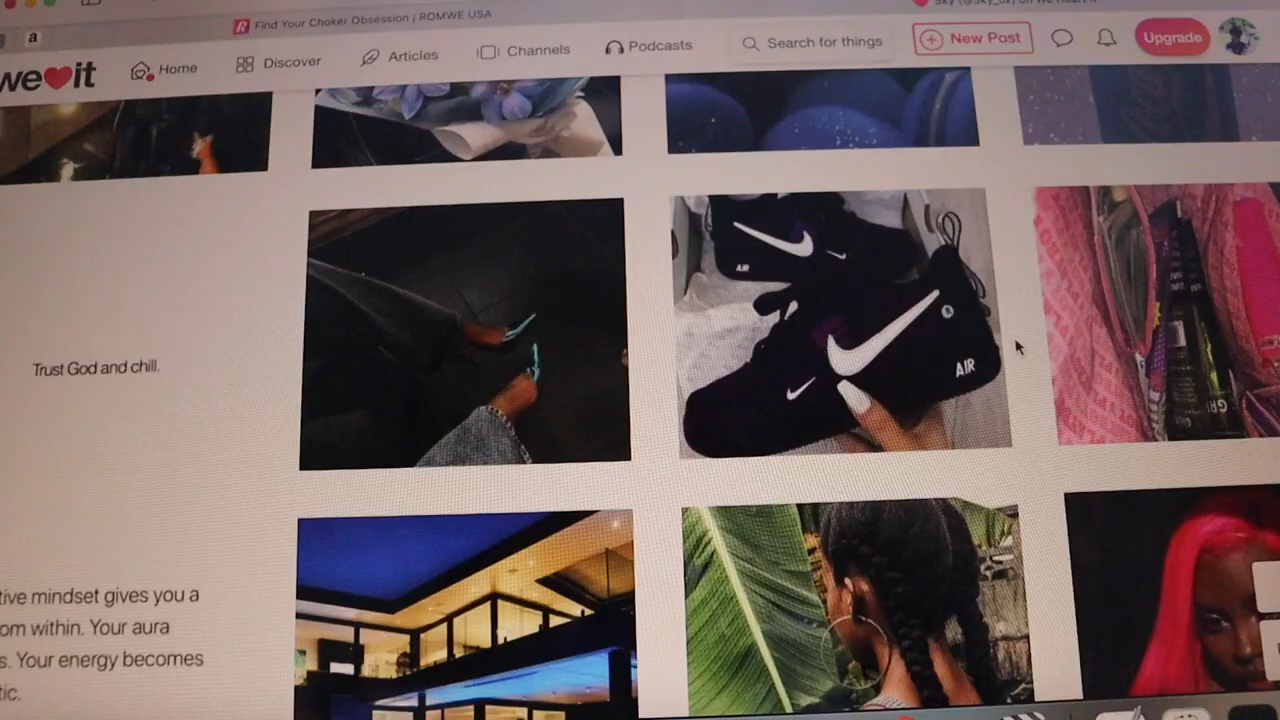 Find Your Choker Obsession | ROMWE USA
a
we it
Home
Discover
Articles
Channels
Podcasts
Search for things
New Post
Upgrade
AIR
AIR
Trust God and chill.
tive mindset gives you a
om within. Your aura
s. Your energy becomes
tic.